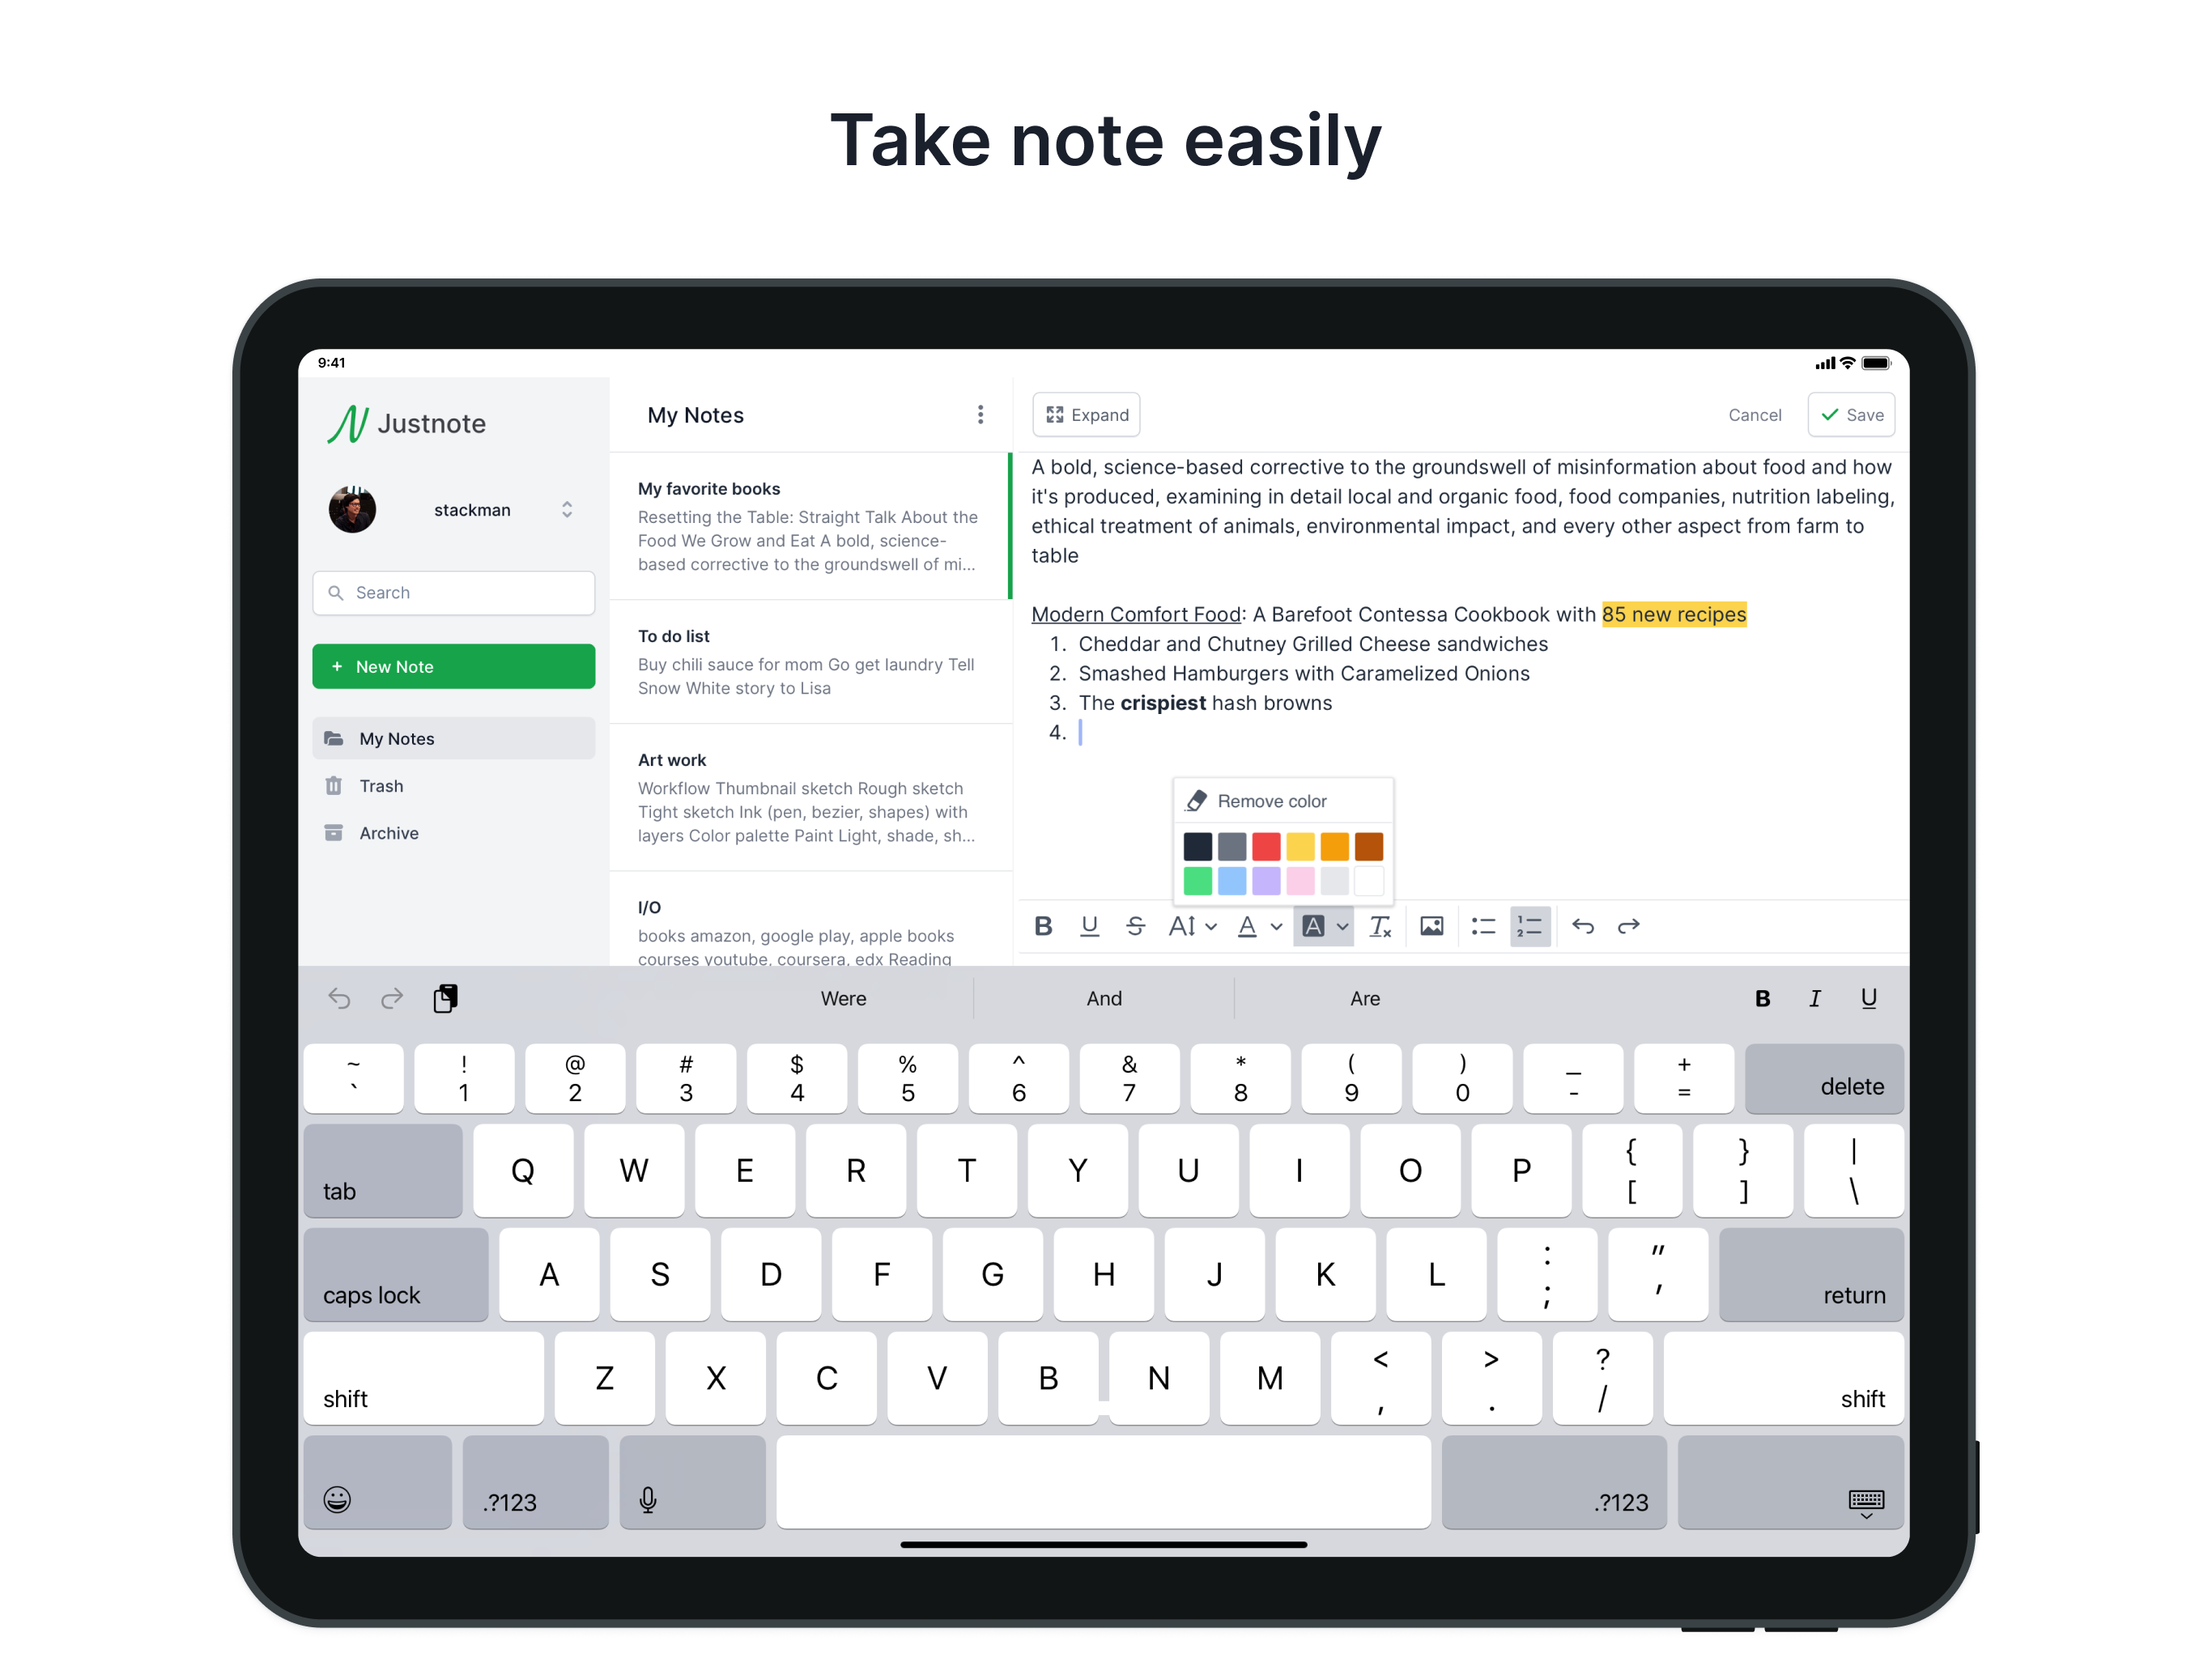 Take note easily
9:41
Justnote
stackman
Search
+ New Note
My Notes
Trash
Archive
My Notes
My favorite books
Resetting the Table: Straight Talk About the
Food We Grow and Eat A bold, science-
based corrective to the groundswell of mi...
To do list
Buy chili sauce for mom Go get laundry Tell
Snow White story to Lisa
Art work
Workflow Thumbnail sketch Rough sketch
Tight sketch Ink (pen, bezier, shapes) with
layers Color palette Paint Light, shade, sh...
I/O
books amazon, google play, apple books
courses youtube, coursera, edx Reading
Expand
Cancel
Save
A bold, science-based corrective to the groundswell of misinformation about food and how
it's produced, examining in detail local and organic food, food companies, nutrition labeling,
ethical treatment of animals, environmental impact, and every other aspect from farm to
table
Modern Comfort Food: A Barefoot Contessa Cookbook with 85 new recipes
1. Cheddar and Chutney Grilled Cheese sandwiches
2. Smashed Hamburgers with Caramelized Onions
3. The crispiest hash browns
4.
Remove color
B U S A A A T
Were And Are
B I U
~ ! @ # $ % ^ & * ( ) _ +
` 1 2 3 4 5 6 7 8 9 0 - = delete
tab Q W E R T Y U I O P { [ } ] | \
caps lock A S D F G H J K L : ; " ' return
shift Z X C V B N M < , > . ? / shift
.?123 .?123